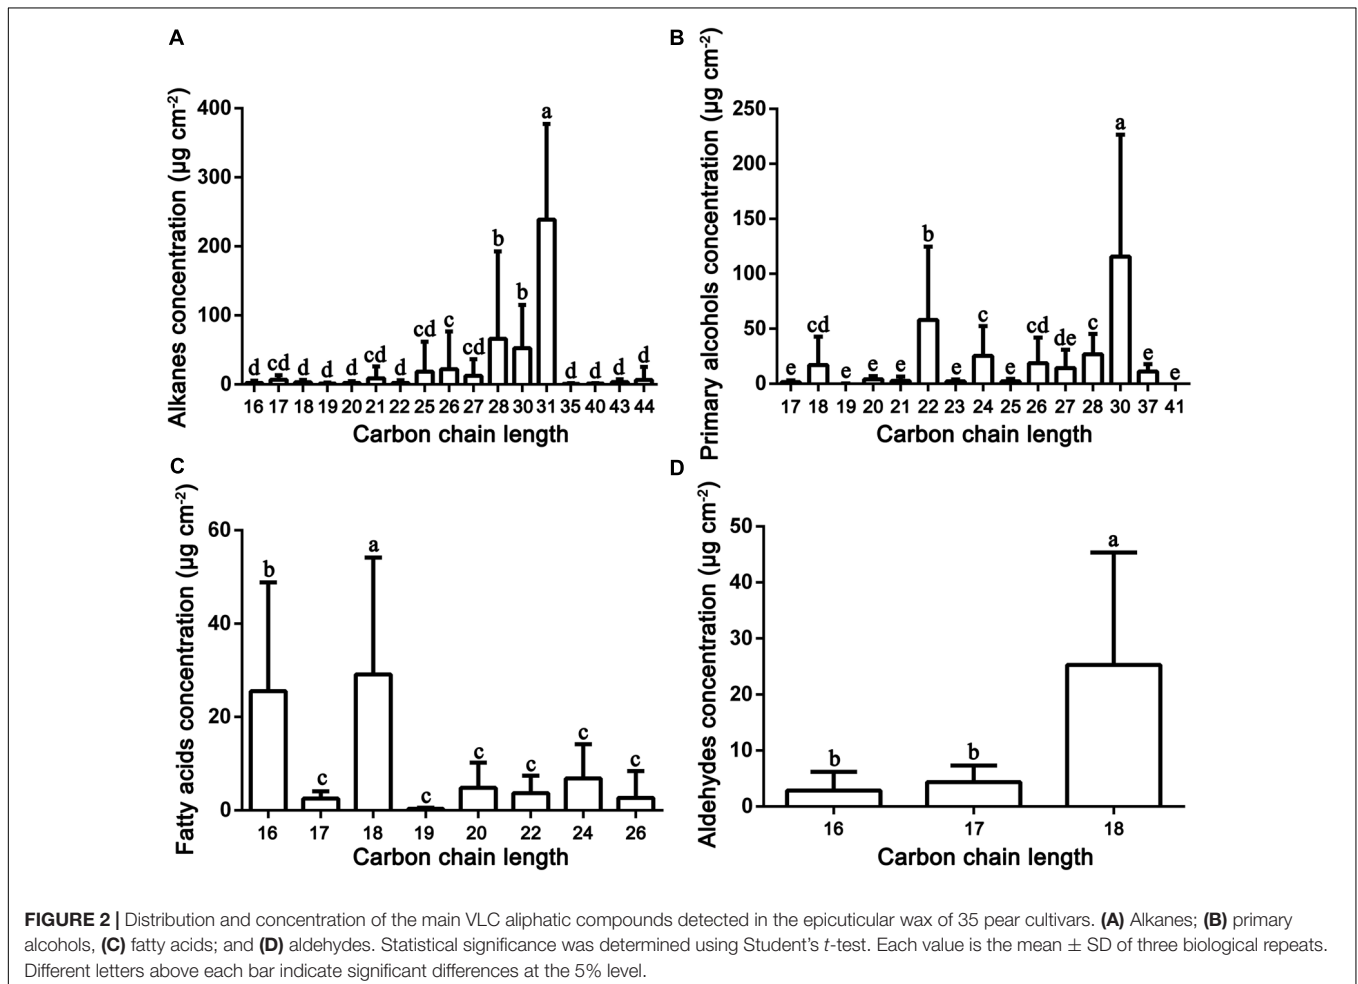 A
Alkanes concentration (µg cm-2)
400
300
200
100
0
d cd d d d cd d cd c cd b b a d d d d
16 17 18 19 20 21 22 25 26 27 28 30 31 35 40 43 44
Carbon chain length
B
Primary alcohols concentration (µg cm-2)
250
200
150
100
50
0
e cd e e e b e c e cd de c a c e
17 18 19 20 21 22 23 24 25 26 27 28 30 37 41
Carbon chain length
C
Fatty acids concentration (µg cm-2)
60
40
20
0
b c a c c c c c
16 17 18 19 20 22 24 26
Carbon chain length
D
Aldehydes concentration (µg cm-2)
50
40
30
20
10
0
b b a
16 17 18
Carbon chain length
FIGURE 2 | Distribution and concentration of the main VLC aliphatic compounds detected in the epicuticular wax of 35 pear cultivars. (A) Alkanes; (B) primary
alcohols, (C) fatty acids; and (D) aldehydes. Statistical significance was determined using Student's t-test. Each value is the mean ± SD of three biological repeats.
Different letters above each bar indicate significant differences at the 5% level.